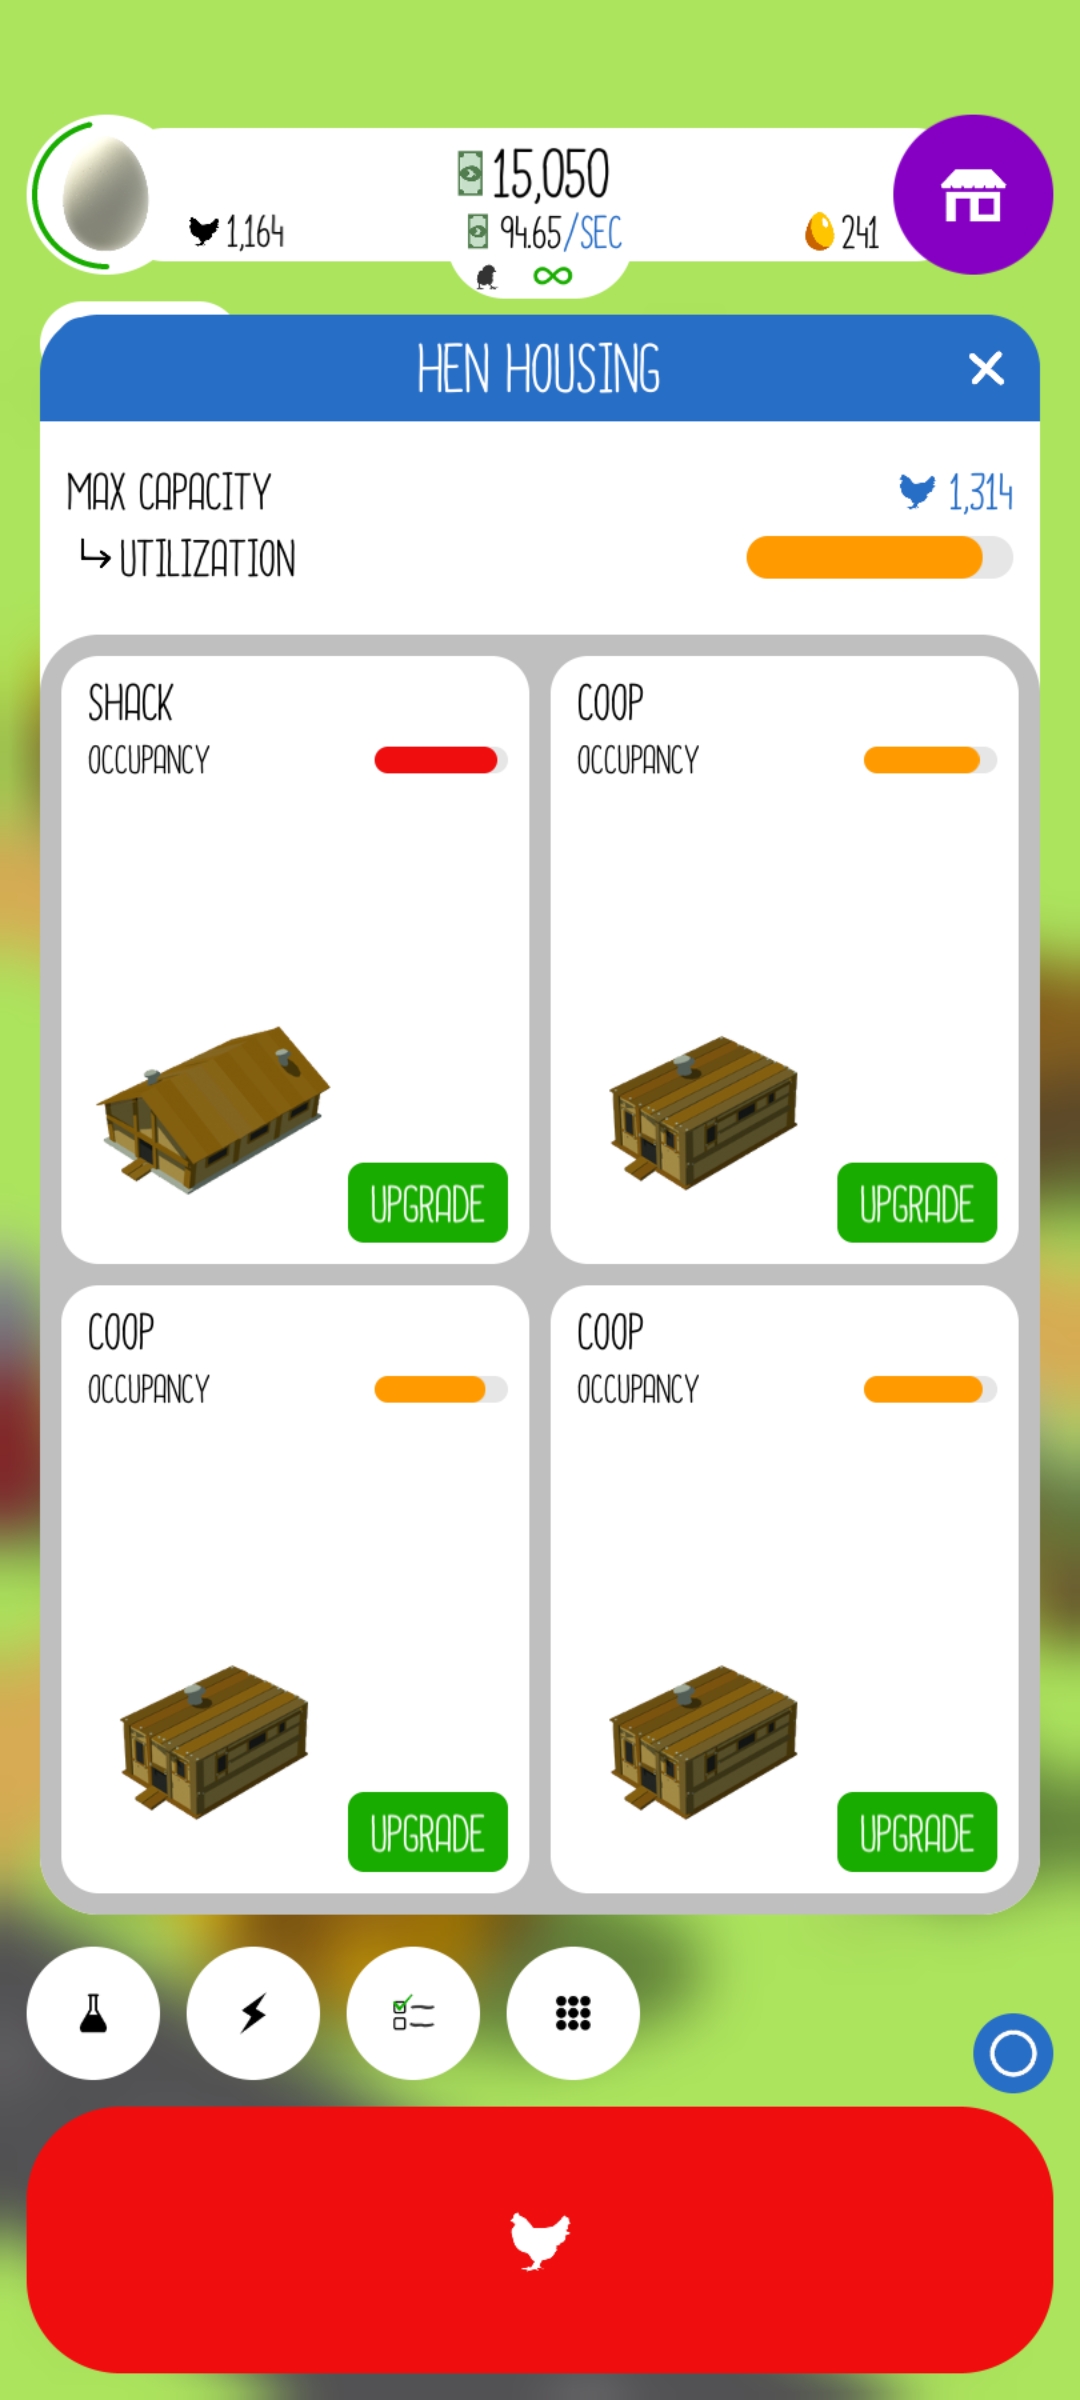 15,050
1,164
94.65/SEC
241
HEN HOUSING
MAX CAPACITY
1,314
UTILIZATION
SHACK
OCCUPANCY
COOP
OCCUPANCY
UPGRADE
UPGRADE
COOP
OCCUPANCY
COOP
OCCUPANCY
UPGRADE
UPGRADE